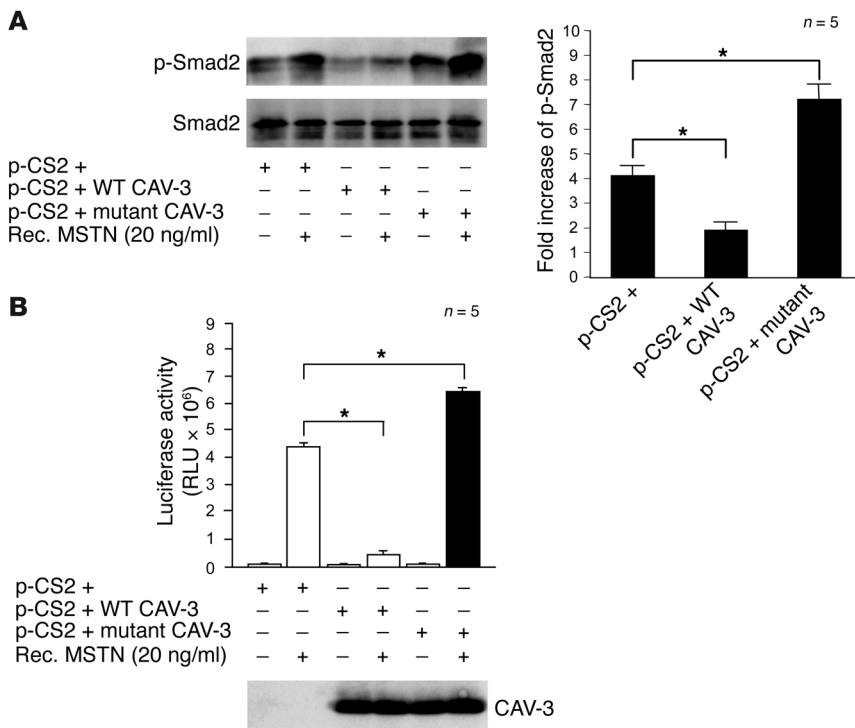 A
p-Smad2
Smad2
p-CS2 + + + – – – –
p-CS2 + WT CAV-3 – – + + – –
p-CS2 + mutant CAV-3 – – – – + +
Rec. MSTN (20 ng/ml) – + – + – +
n = 5
Fold increase of p-Smad2
10
9
8
7
6
5
4
3
2
1
0
*
*
p-CS2 +
p-CS2 + WT
CAV-3
p-CS2 + mutant
CAV-3
B
n = 5
Luciferase activity
(RLU × 10⁶)
9
8
7
6
5
4
3
2
1
0
*
*
p-CS2 + + + – – – –
p-CS2 + WT CAV-3 – – + + – –
p-CS2 + mutant CAV-3 – – – – + +
Rec. MSTN (20 ng/ml) – + – + – +
CAV-3